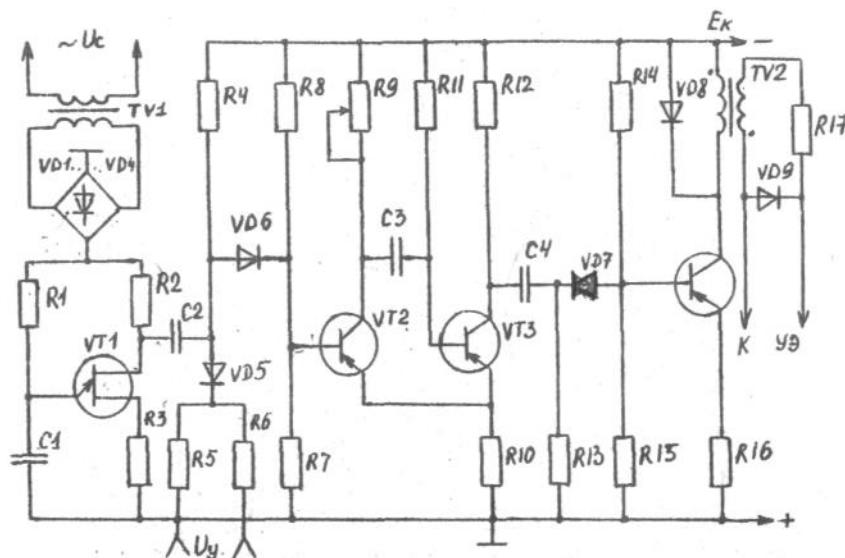 ~ Uc
Eк
−
R4
R8
R9
R11
R12
R14
VD8
TV2
TV1
R17
VD1...VD4
VD9
VD6
C3
C4
VD7
R1
R2
C2
VT2
VT3
K
УЭ
VT1
VD5
R3
R6
C1
R5
R7
R10
R13
R15
R16
+
Uу